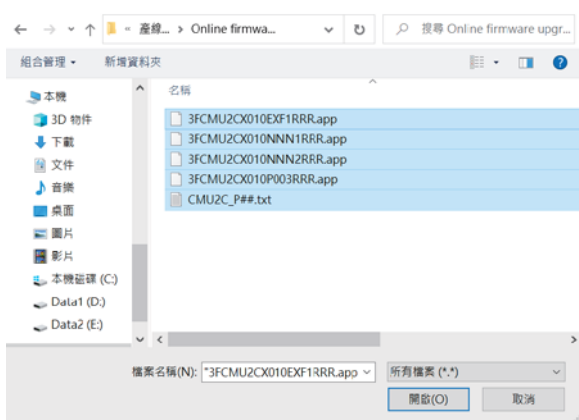 產線... > Online firmwa...
搜尋 Online firmware upgr...
組合管理
新增資料夾
名稱
本機
3D 物件
下載
文件
音樂
桌面
圖片
影片
本機磁碟 (C:)
Data1 (D:)
Data2 (E:)
3FCMU2CX010EXF1RRR.app
3FCMU2CX010NNN1RRR.app
3FCMU2CX010NNN2RRR.app
3FCMU2CX010P003RRR.app
CMU2C_P##.txt
檔案名稱(N): "3FCMU2CX010EXF1RRR.app
所有檔案 (*.*)
開啟(O)
取消